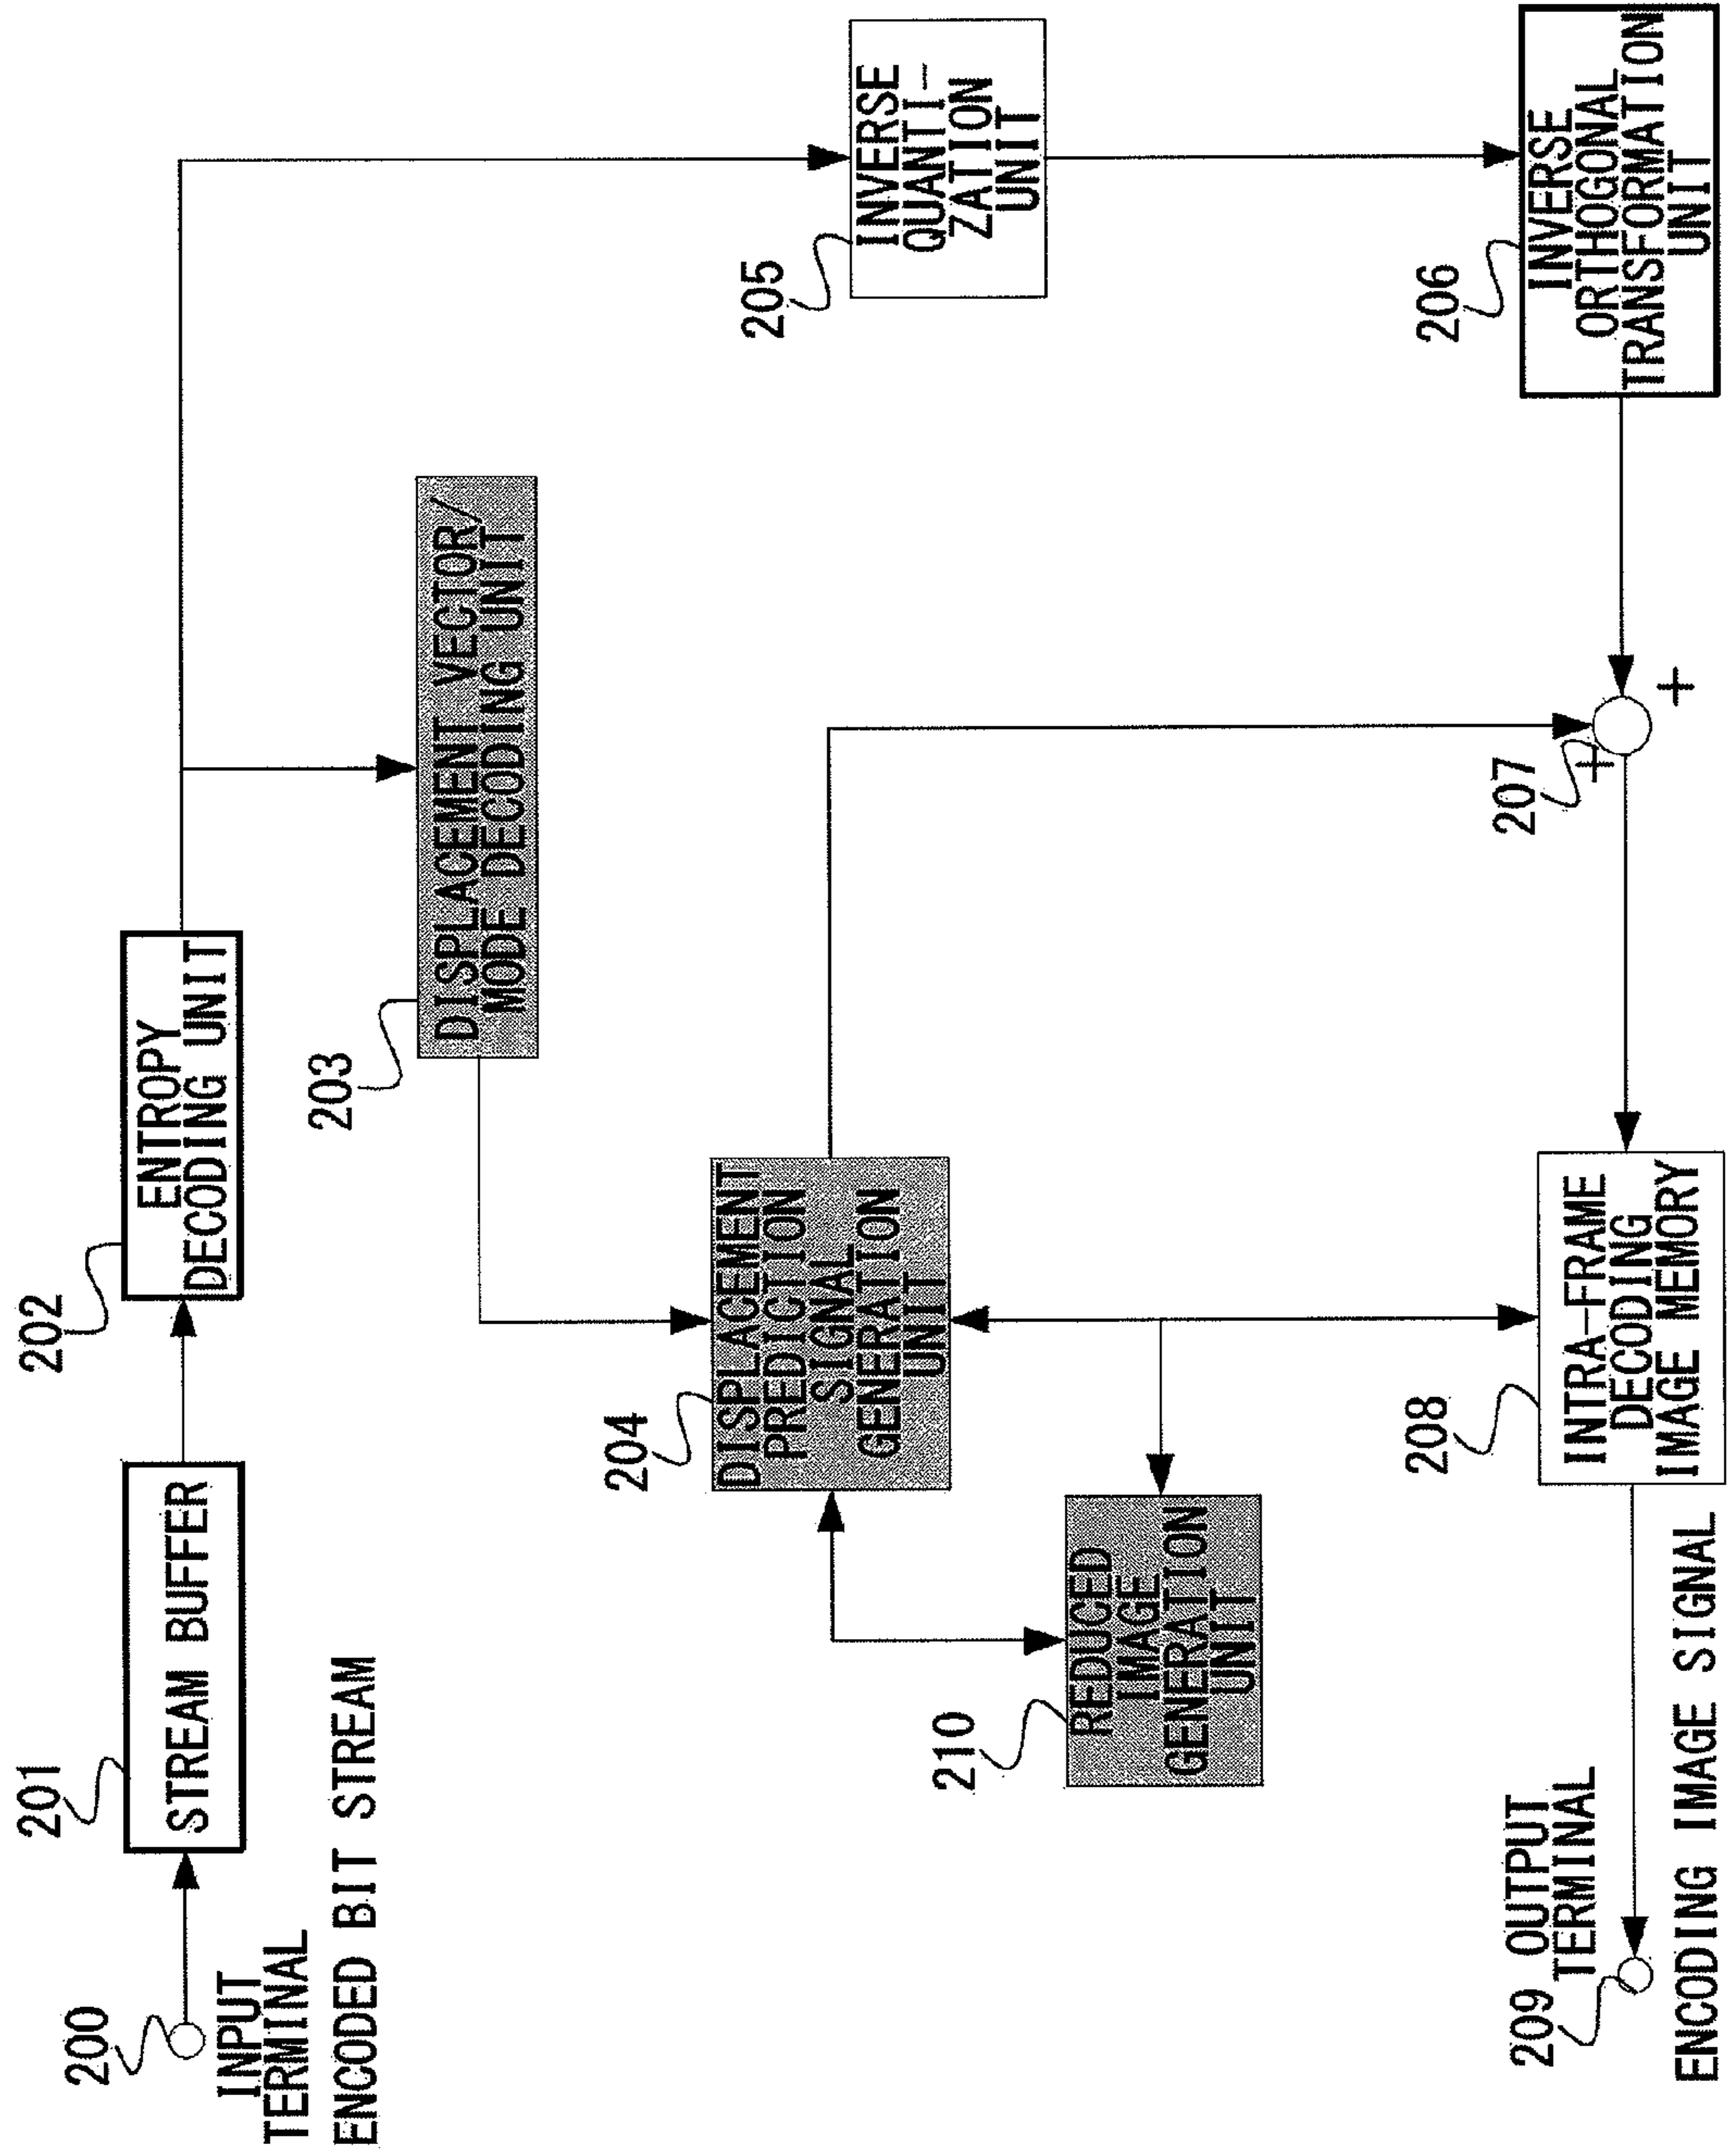 200
INPUT
TERMINAL
ENCODED BIT STREAM
201
STREAM BUFFER
202
ENTROPY
DECODING UNIT
203
DISPLACEMENT VECTOR/
MODE DECODING UNIT
204
DISPLACEMENT
PREDICTION
SIGNAL
GENERATION
UNIT
205
INVERSE
QUANTI-
ZATION
UNIT
210
REDUCED
IMAGE
GENERATION
UNIT
209 OUTPUT
TERMINAL
ENCODING IMAGE SIGNAL
208
INTRA-FRAME
DECODING
IMAGE MEMORY
207
+
+
206
INVERSE
ORTHOGONAL
TRANSFORMATION
UNIT